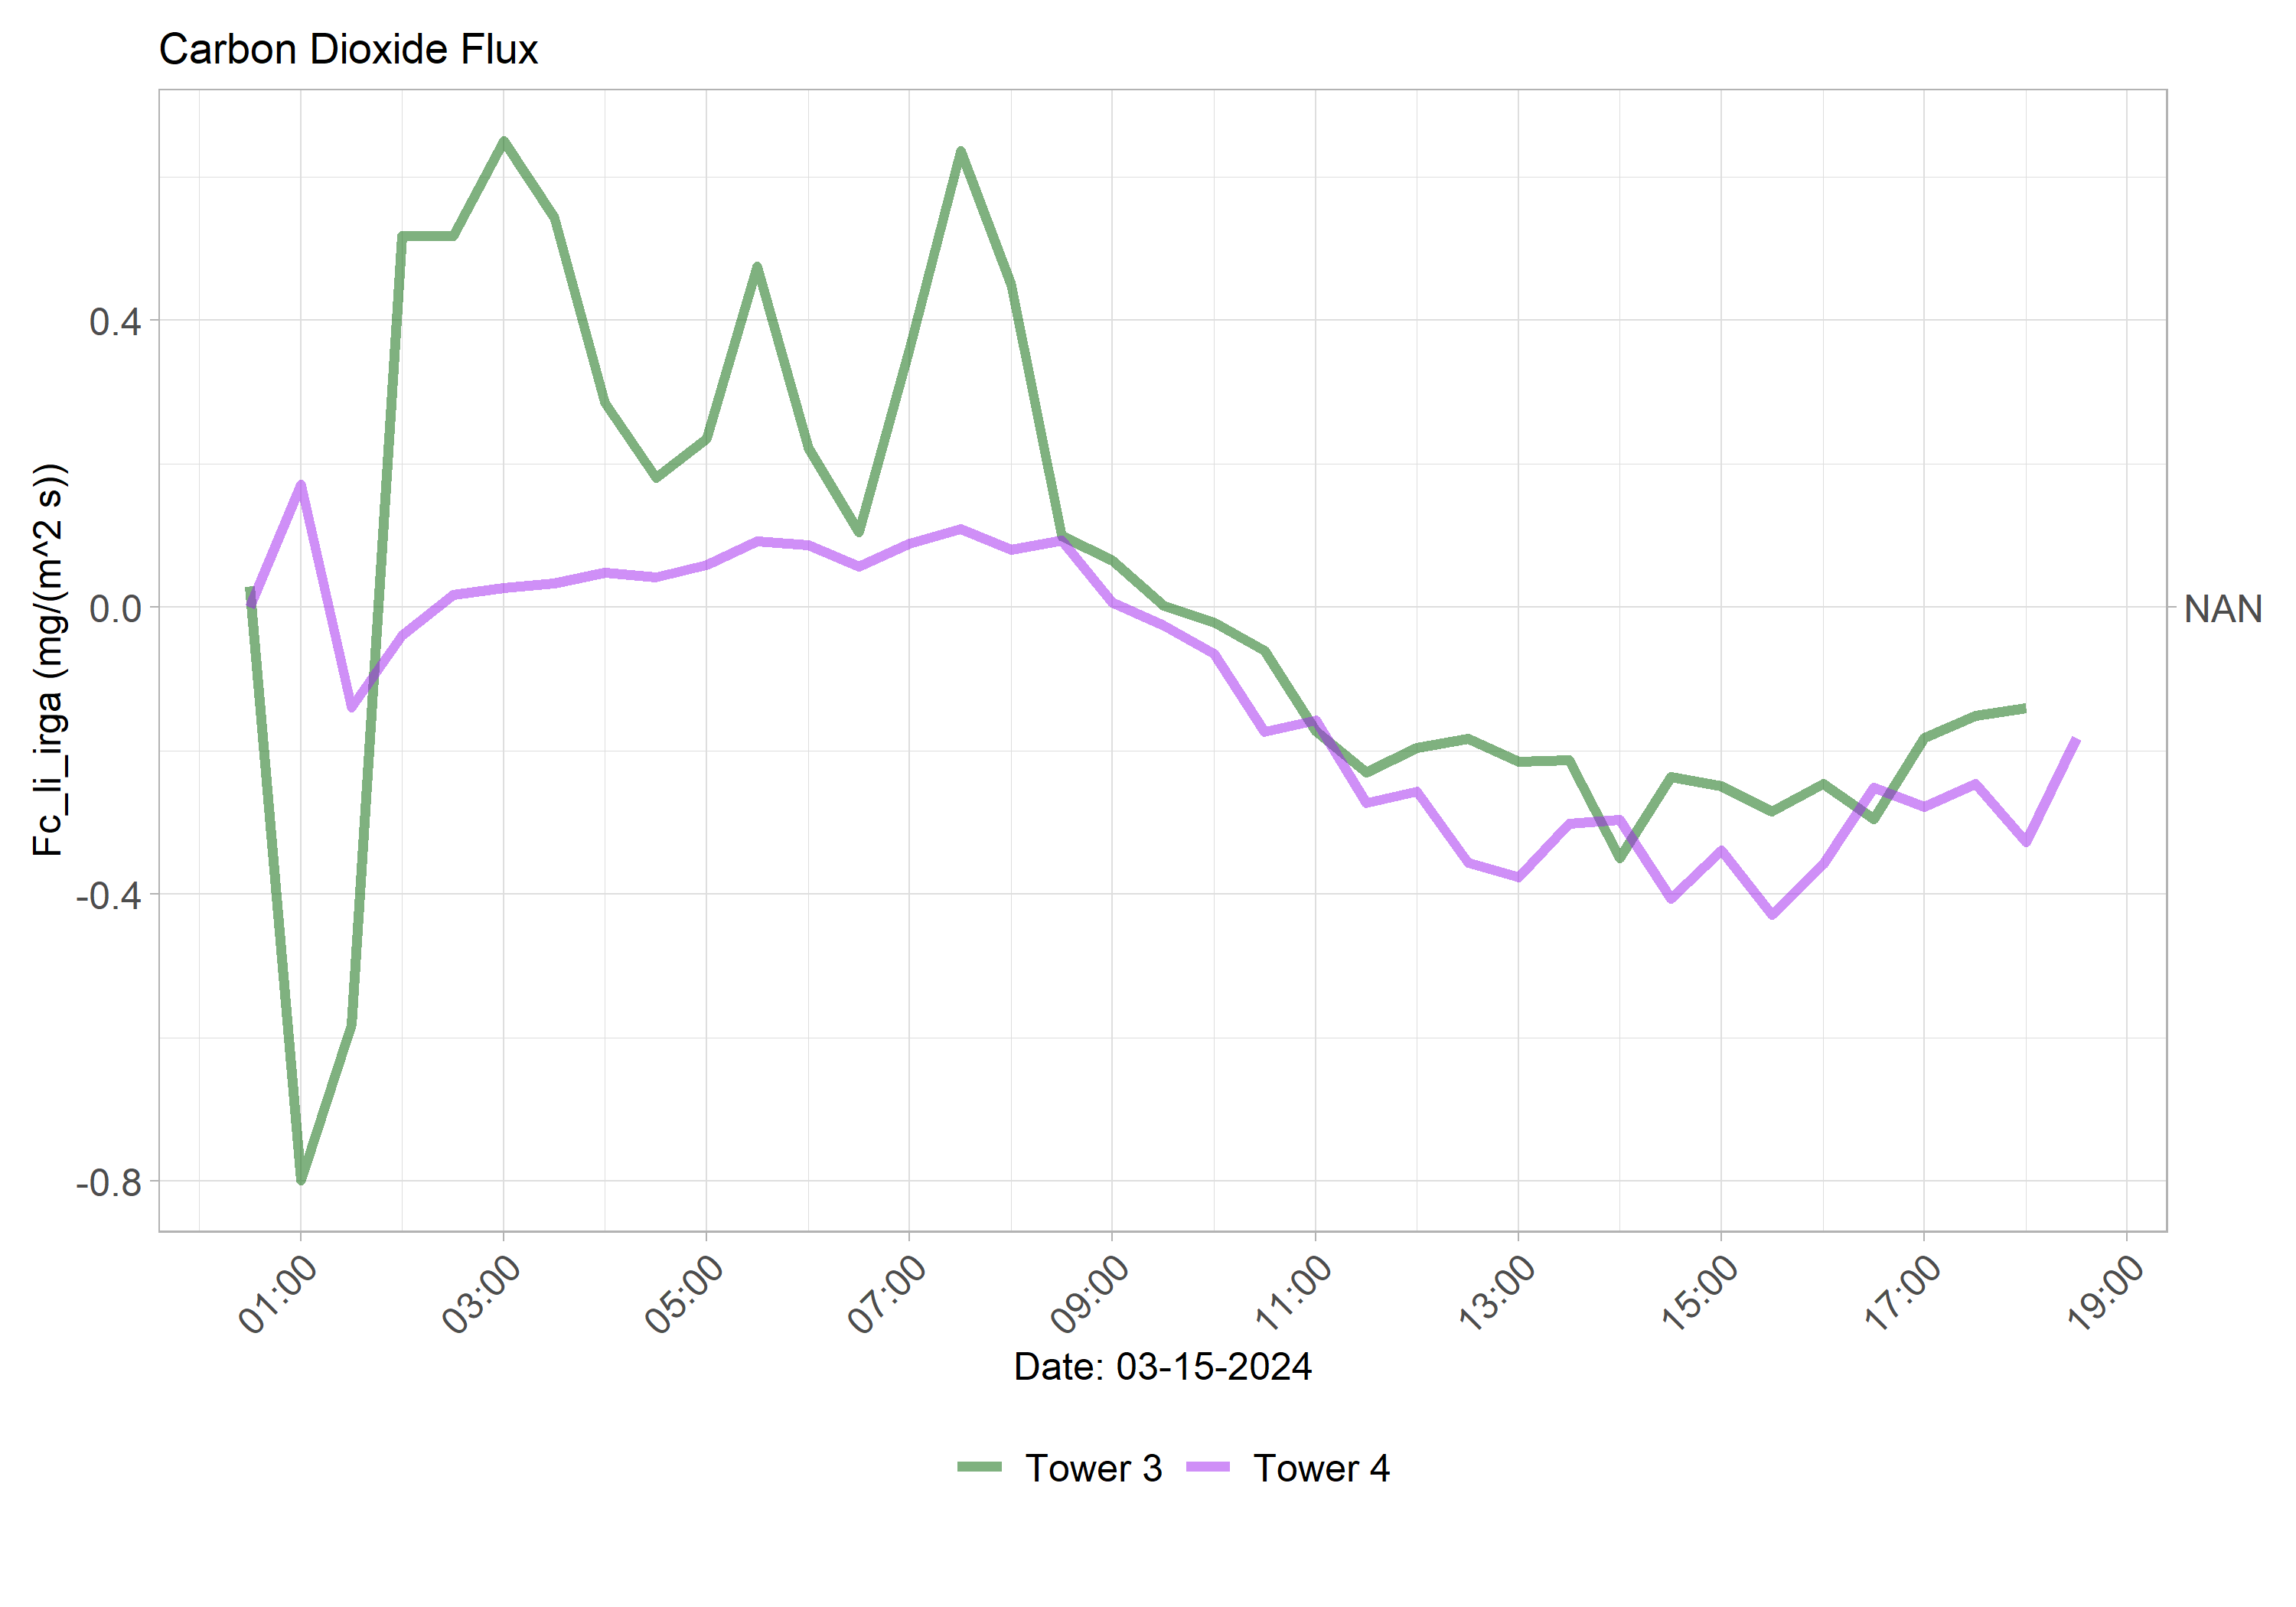 Carbon Dioxide Flux
Fc_li_irga (mg/(m^2 s))
0.4
0.0
-0.4
-0.8
NAN
01:00
03:00
05:00
07:00
09:00
11:00
13:00
15:00
17:00
19:00
Date: 03-15-2024
Tower 3
Tower 4